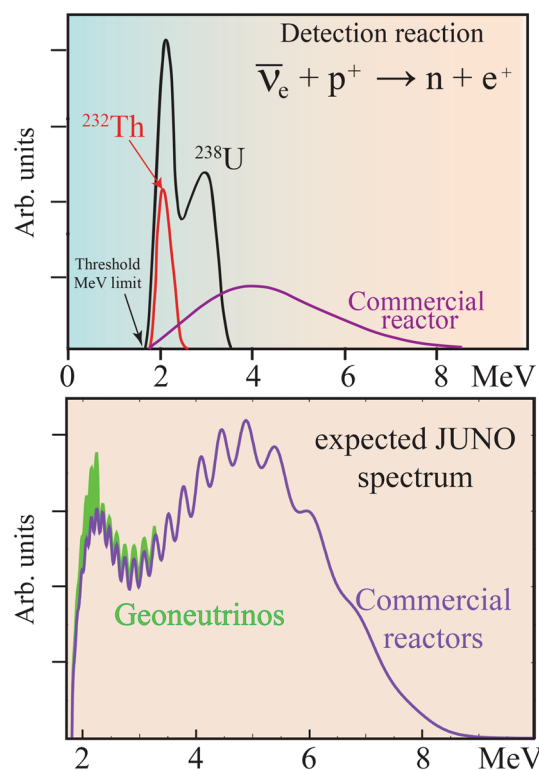 Detection reaction
ν̅ₑ + p⁺ → n + e⁺
²³²Th
²³⁸U
Arb. units
Threshold
MeV limit
Commercial
reactor
0 2 4 6 8 MeV
expected JUNO
spectrum
Arb. units
Geoneutrinos
Commercial
reactors
2 4 6 8 MeV